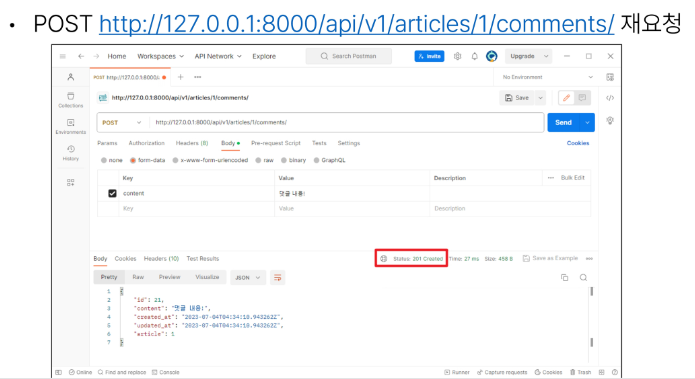 • POST http://127.0.0.1:8000/api/v1/articles/1/comments/ 재요청
Home Workspaces API Network Explore Search Postman Invite Upgrade
POST http://127.0.0.1:8000/ No Environment
http://127.0.0.1:8000/api/v1/articles/1/comments/ Save
Collections
POST http://127.0.0.1:8000/api/v1/articles/1/comments/ Send
Environments
Params Authorization Headers (8) Body Pre-request Script Tests Settings Cookies
History
none form-data x-www-form-urlencoded raw binary GraphQL
Key Value Description Bulk Edit
content 댓글 내용!
Key Value Description
Body Cookies Headers (10) Test Results Status: 201 Created Time: 27 ms Size: 458 B Save as Example
Pretty Raw Preview Visualize JSON
1 {
2 "id": 21,
3 "content": "댓글 내용!",
4 "created_at": "2023-07-04T04:34:10.943262Z",
5 "updated_at": "2023-07-04T04:34:10.943262Z",
6 "article": 1
7 }
Online Find and replace Console Runner Capture requests Cookies Trash